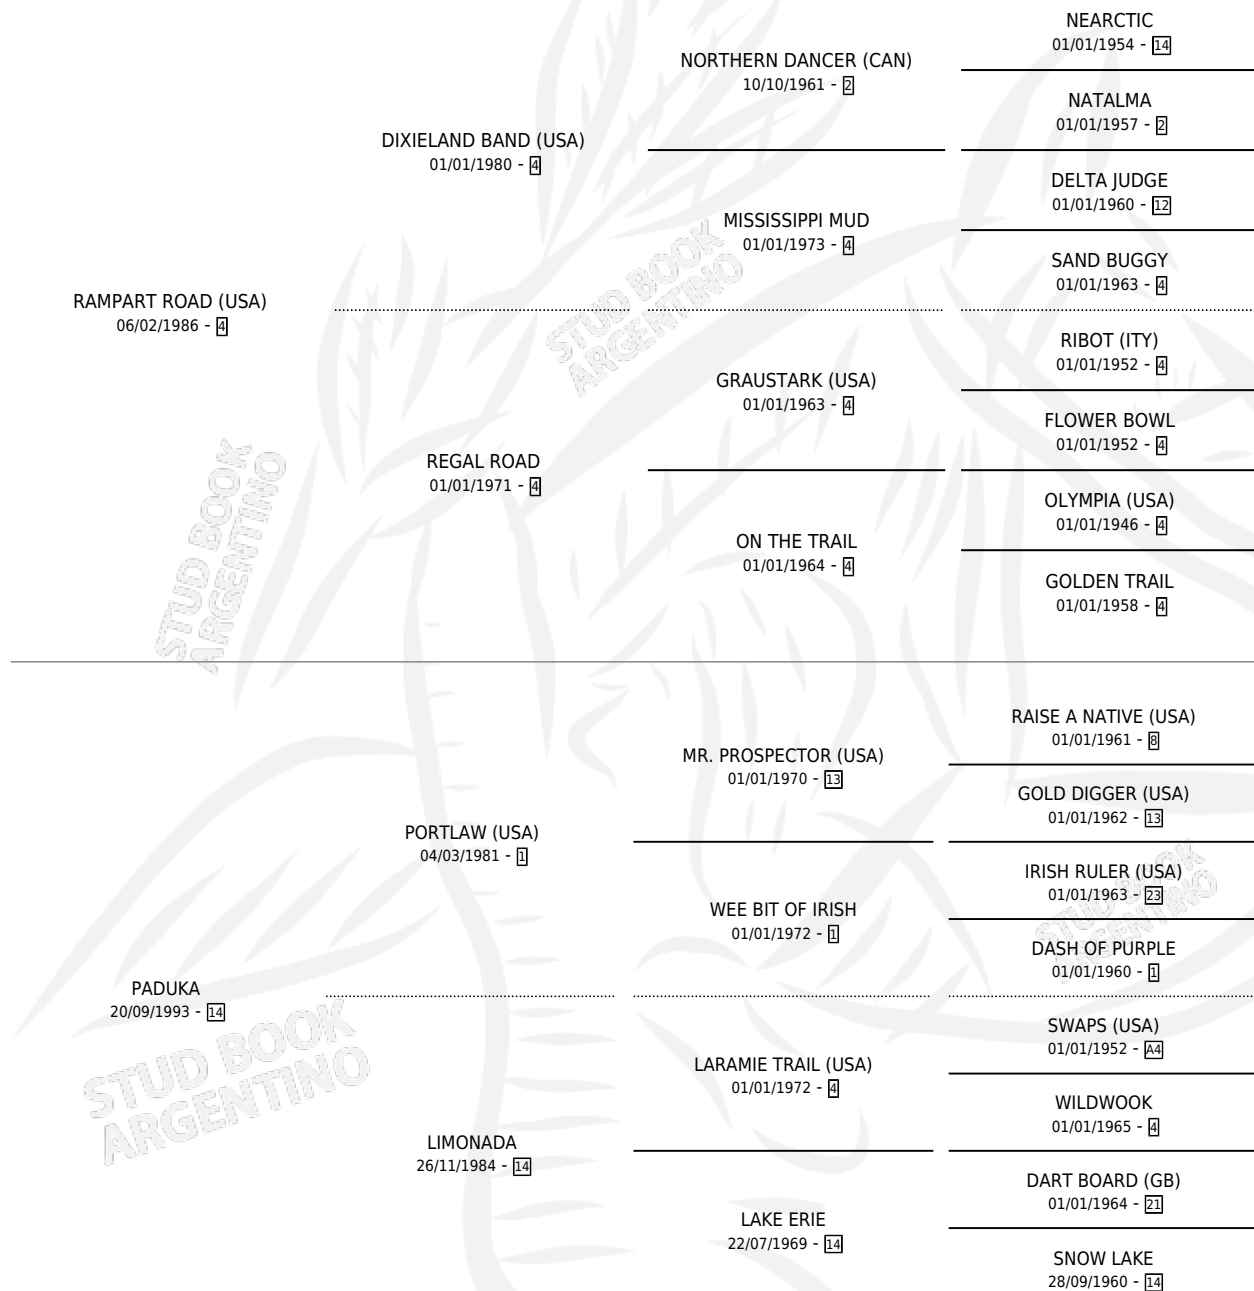 NEARCTIC
01/01/1954 - 14
NORTHERN DANCER (CAN)
10/10/1961 - 2
NATALMA
01/01/1957 - 2
DIXIELAND BAND (USA)
01/01/1980 - 4
DELTA JUDGE
01/01/1960 - 12
MISSISSIPPI MUD
01/01/1973 - 4
SAND BUGGY
01/01/1963 - 4
RAMPART ROAD (USA)
06/02/1986 - 4
STUD BOOK
ARGENTINO
RIBOT (ITY)
01/01/1952 - 4
GRAUSTARK (USA)
01/01/1963 - 4
FLOWER BOWL
01/01/1952 - 4
REGAL ROAD
01/01/1971 - 4
OLYMPIA (USA)
01/01/1946 - 4
ON THE TRAIL
01/01/1964 - 4
GOLDEN TRAIL
01/01/1958 - 4
STUD BOOK
ARGENTINO
RAISE A NATIVE (USA)
01/01/1961 - 8
MR. PROSPECTOR (USA)
01/01/1970 - 13
GOLD DIGGER (USA)
01/01/1962 - 13
PORTLAW (USA)
04/03/1981 - 1
IRISH RULER (USA)
01/01/1963 - 23
STUD BOOK
ARGENTINO
WEE BIT OF IRISH
01/01/1972 - 1
DASH OF PURPLE
01/01/1960 - 1
PADUKA
20/09/1993 - 14
STUD BOOK
ARGENTINO
SWAPS (USA)
01/01/1952 - A4
LARAMIE TRAIL (USA)
01/01/1972 - 4
WILDWOOK
01/01/1965 - 4
LIMONADA
26/11/1984 - 14
DART BOARD (GB)
01/01/1964 - 21
LAKE ERIE
22/07/1969 - 14
SNOW LAKE
28/09/1960 - 14